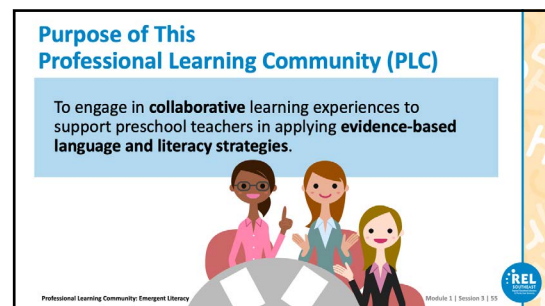 Purpose of This
Professional Learning Community (PLC)
To engage in collaborative learning experiences to
support preschool teachers in applying evidence-based
language and literacy strategies.
Professional Learning Community: Emergent Literacy
Module 1 | Session 3 | 55
REL
SOUTHEAST